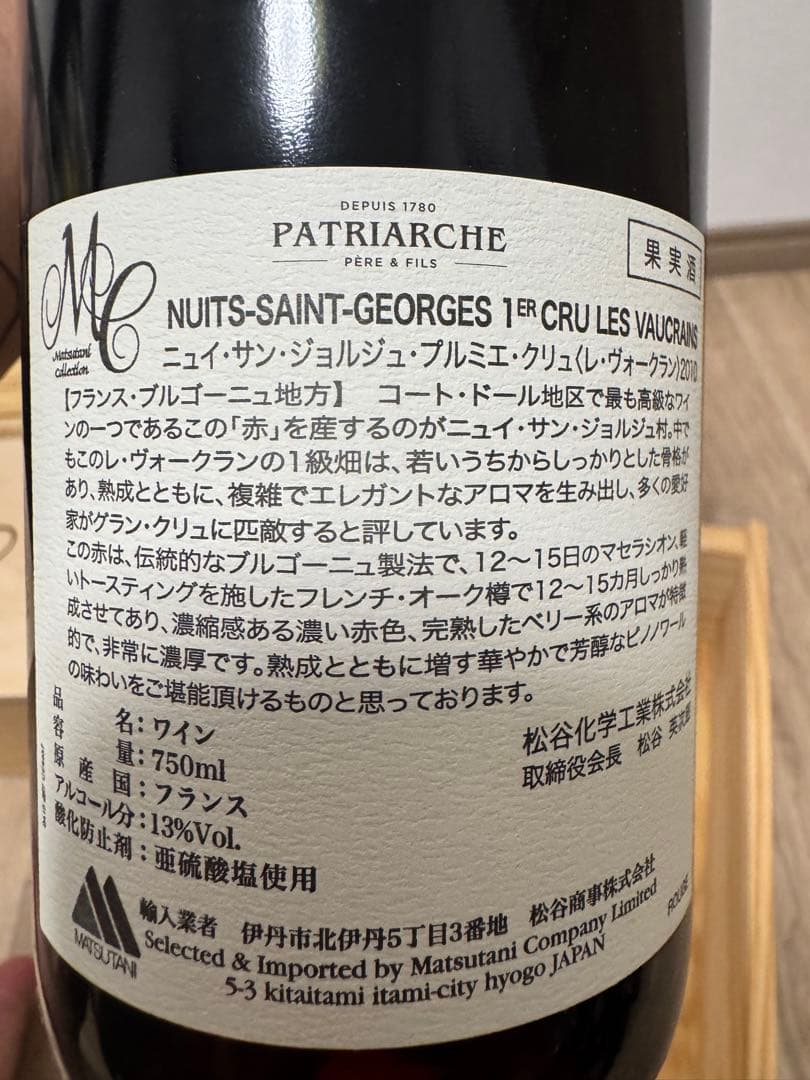 DEPUIS 1780
PATRIARCHE
PÈRE & FILS
果実酒
MC
Matsutani
Collection
NUITS-SAINT-GEORGES 1ER CRU LES VAUCRAINS
ニュイ・サン・ジョルジュ・プルミエ・クリュ〈レ・ヴォークラン〉2010
【フランス・ブルゴーニュ地方】 コート・ドール地区で最も高級なワイ
ンの一つであるこの「赤」を産するのがニュイ・サン・ジョルジュ村。中で
もこのレ・ヴォークランの1級畑は、若いうちからしっかりとした骨格が
あり、熟成とともに、複雑でエレガントなアロマを生み出し、多くの愛好
家がグラン・クリュに匹敵すると評しています。
この赤は、伝統的なブルゴーニュ製法で、12〜15日のマセラシオン、軽
いトースティングを施したフレンチ・オーク樽で12〜15カ月しっかり熟
成させてあり、濃縮感ある濃い赤色、完熟したベリー系のアロマが特徴
的で、非常に濃厚です。熟成とともに増す華やかで芳醇なピノノワール
の味わいをご堪能頂けるものと思っております。
松谷化学工業株式会社
取締役会長 松谷 英次郎
品名：ワイン
容量：750ml
原産国：フランス
アルコール分：13%Vol.
酸化防止剤：亜硫酸塩使用
MATSUTANI
輸入業者 伊丹市北伊丹5丁目3番地 松谷商事株式会社
Selected & Imported by Matsutani Company Limited
5-3 kitaitami itami-city hyogo JAPAN
ROUGE